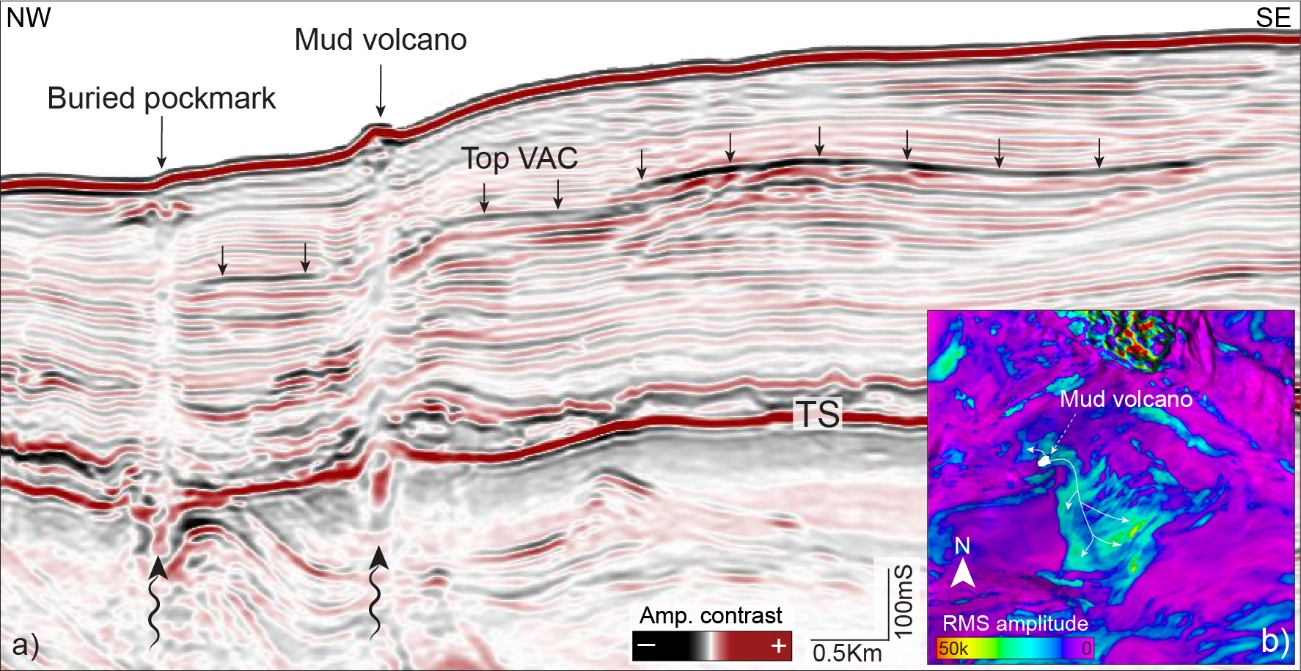 NW
SE
Mud volcano
Buried pockmark
Top VAC
TS
Mud volcano
N
RMS amplitude
50k 0
b)
Amp. contrast
− +
0.5Km
100mS
a)